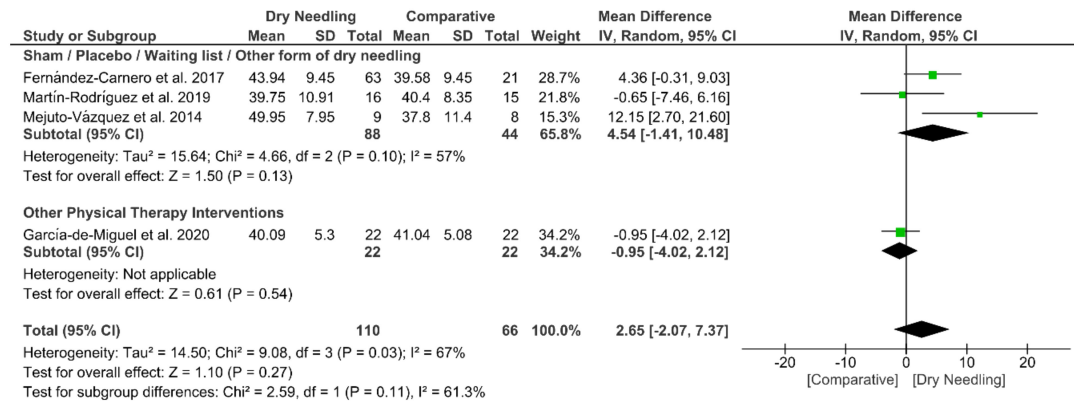 Dry Needling Comparative Mean Difference Mean Difference
Study or Subgroup Mean SD Total Mean SD Total Weight IV, Random, 95% CI IV, Random, 95% CI
Sham / Placebo / Waiting list / Other form of dry needling
Fernández-Carnero et al. 2017 43.94 9.45 63 39.58 9.45 21 28.7% 4.36 [-0.31, 9.03]
Martín-Rodríguez et al. 2019 39.75 10.91 16 40.4 8.35 15 21.8% -0.65 [-7.46, 6.16]
Mejuto-Vázquez et al. 2014 49.95 7.95 9 37.8 11.4 8 15.3% 12.15 [2.70, 21.60]
Subtotal (95% CI) 88 44 65.8% 4.54 [-1.41, 10.48]
Heterogeneity: Tau² = 15.64; Chi² = 4.66, df = 2 (P = 0.10); I² = 57%
Test for overall effect: Z = 1.50 (P = 0.13)
Other Physical Therapy Interventions
García-de-Miguel et al. 2020 40.09 5.3 22 41.04 5.08 22 34.2% -0.95 [-4.02, 2.12]
Subtotal (95% CI) 22 22 34.2% -0.95 [-4.02, 2.12]
Heterogeneity: Not applicable
Test for overall effect: Z = 0.61 (P = 0.54)
Total (95% CI) 110 66 100.0% 2.65 [-2.07, 7.37]
Heterogeneity: Tau² = 14.50; Chi² = 9.08, df = 3 (P = 0.03); I² = 67%
Test for overall effect: Z = 1.10 (P = 0.27)
Test for subgroup differences: Chi² = 2.59, df = 1 (P = 0.11), I² = 61.3%
-20 -10 0 10 20
[Comparative] [Dry Needling]